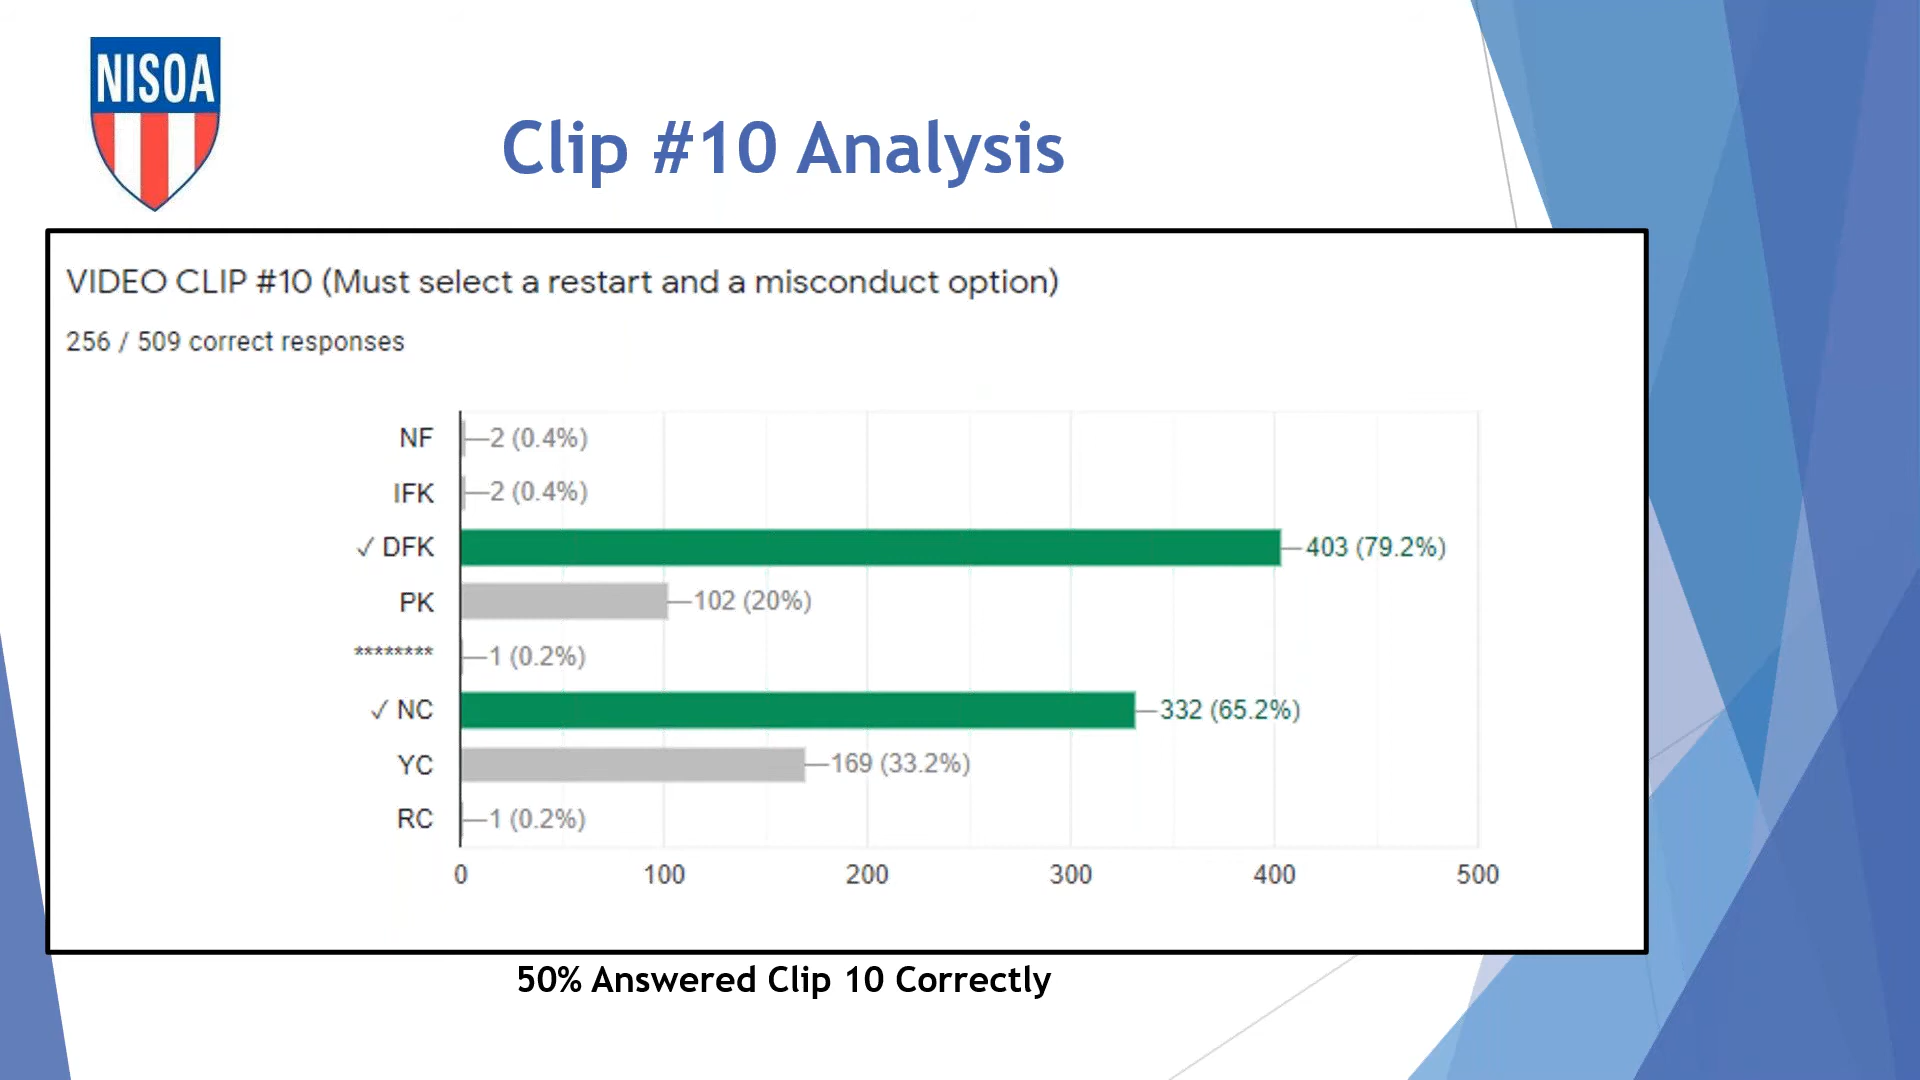 NISOA
Clip #10 Analysis
VIDEO CLIP #10 (Must select a restart and a misconduct option)
256 / 509 correct responses
NF 2 (0.4%)
IFK 2 (0.4%)
✓ DFK 403 (79.2%)
PK 102 (20%)
******** 1 (0.2%)
✓ NC 332 (65.2%)
YC 169 (33.2%)
RC 1 (0.2%)
0 100 200 300 400 500
50% Answered Clip 10 Correctly